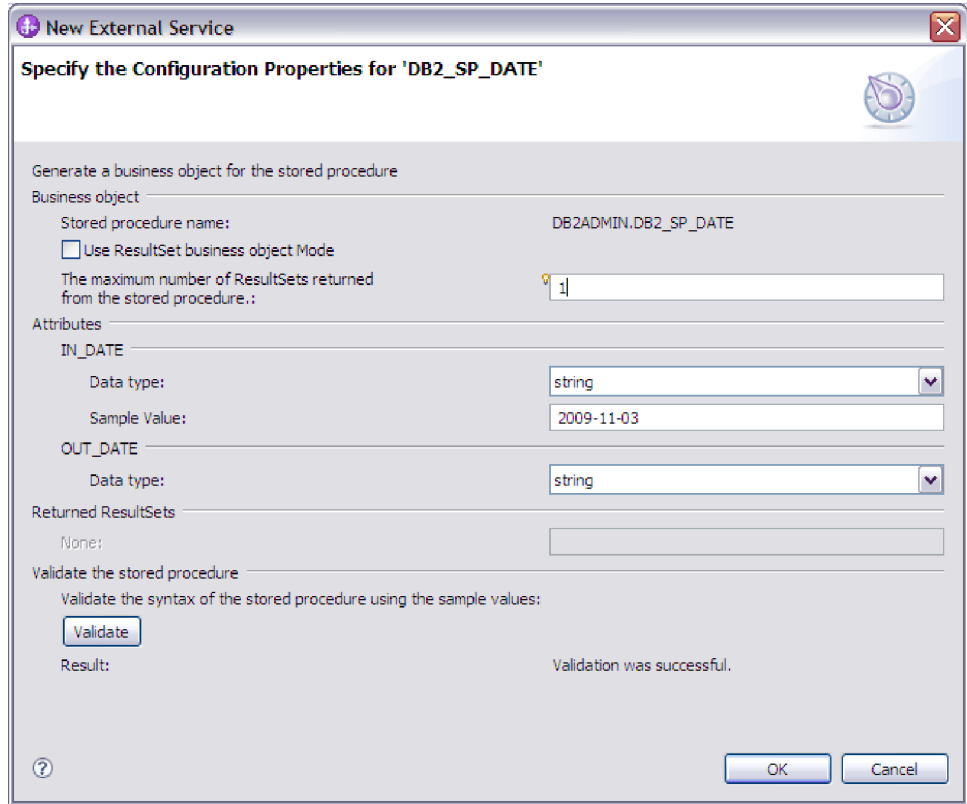 New External Service
Specify the Configuration Properties for 'DB2_SP_DATE'
Generate a business object for the stored procedure
Business object
Stored procedure name: DB2ADMIN.DB2_SP_DATE
Use ResultSet business object Mode
The maximum number of ResultSets returned
from the stored procedure.: 1
Attributes
IN_DATE
Data type: string
Sample Value: 2009-11-03
OUT_DATE
Data type: string
Returned ResultSets
None:
Validate the stored procedure
Validate the syntax of the stored procedure using the sample values:
Validate
Result: Validation was successful.
? OK Cancel